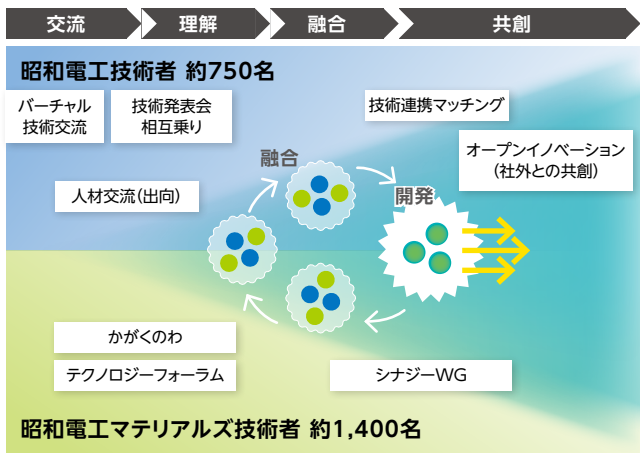 交流
理解
融合
共創
昭和電工技術者 約750名
バーチャル
技術交流
技術発表会
相互乗り
技術連携マッチング
オープンイノベーション
(社外との共創)
人材交流(出向)
融合
開発
かがくのわ
テクノロジーフォーラム
シナジーWG
昭和電工マテリアルズ技術者 約1,400名